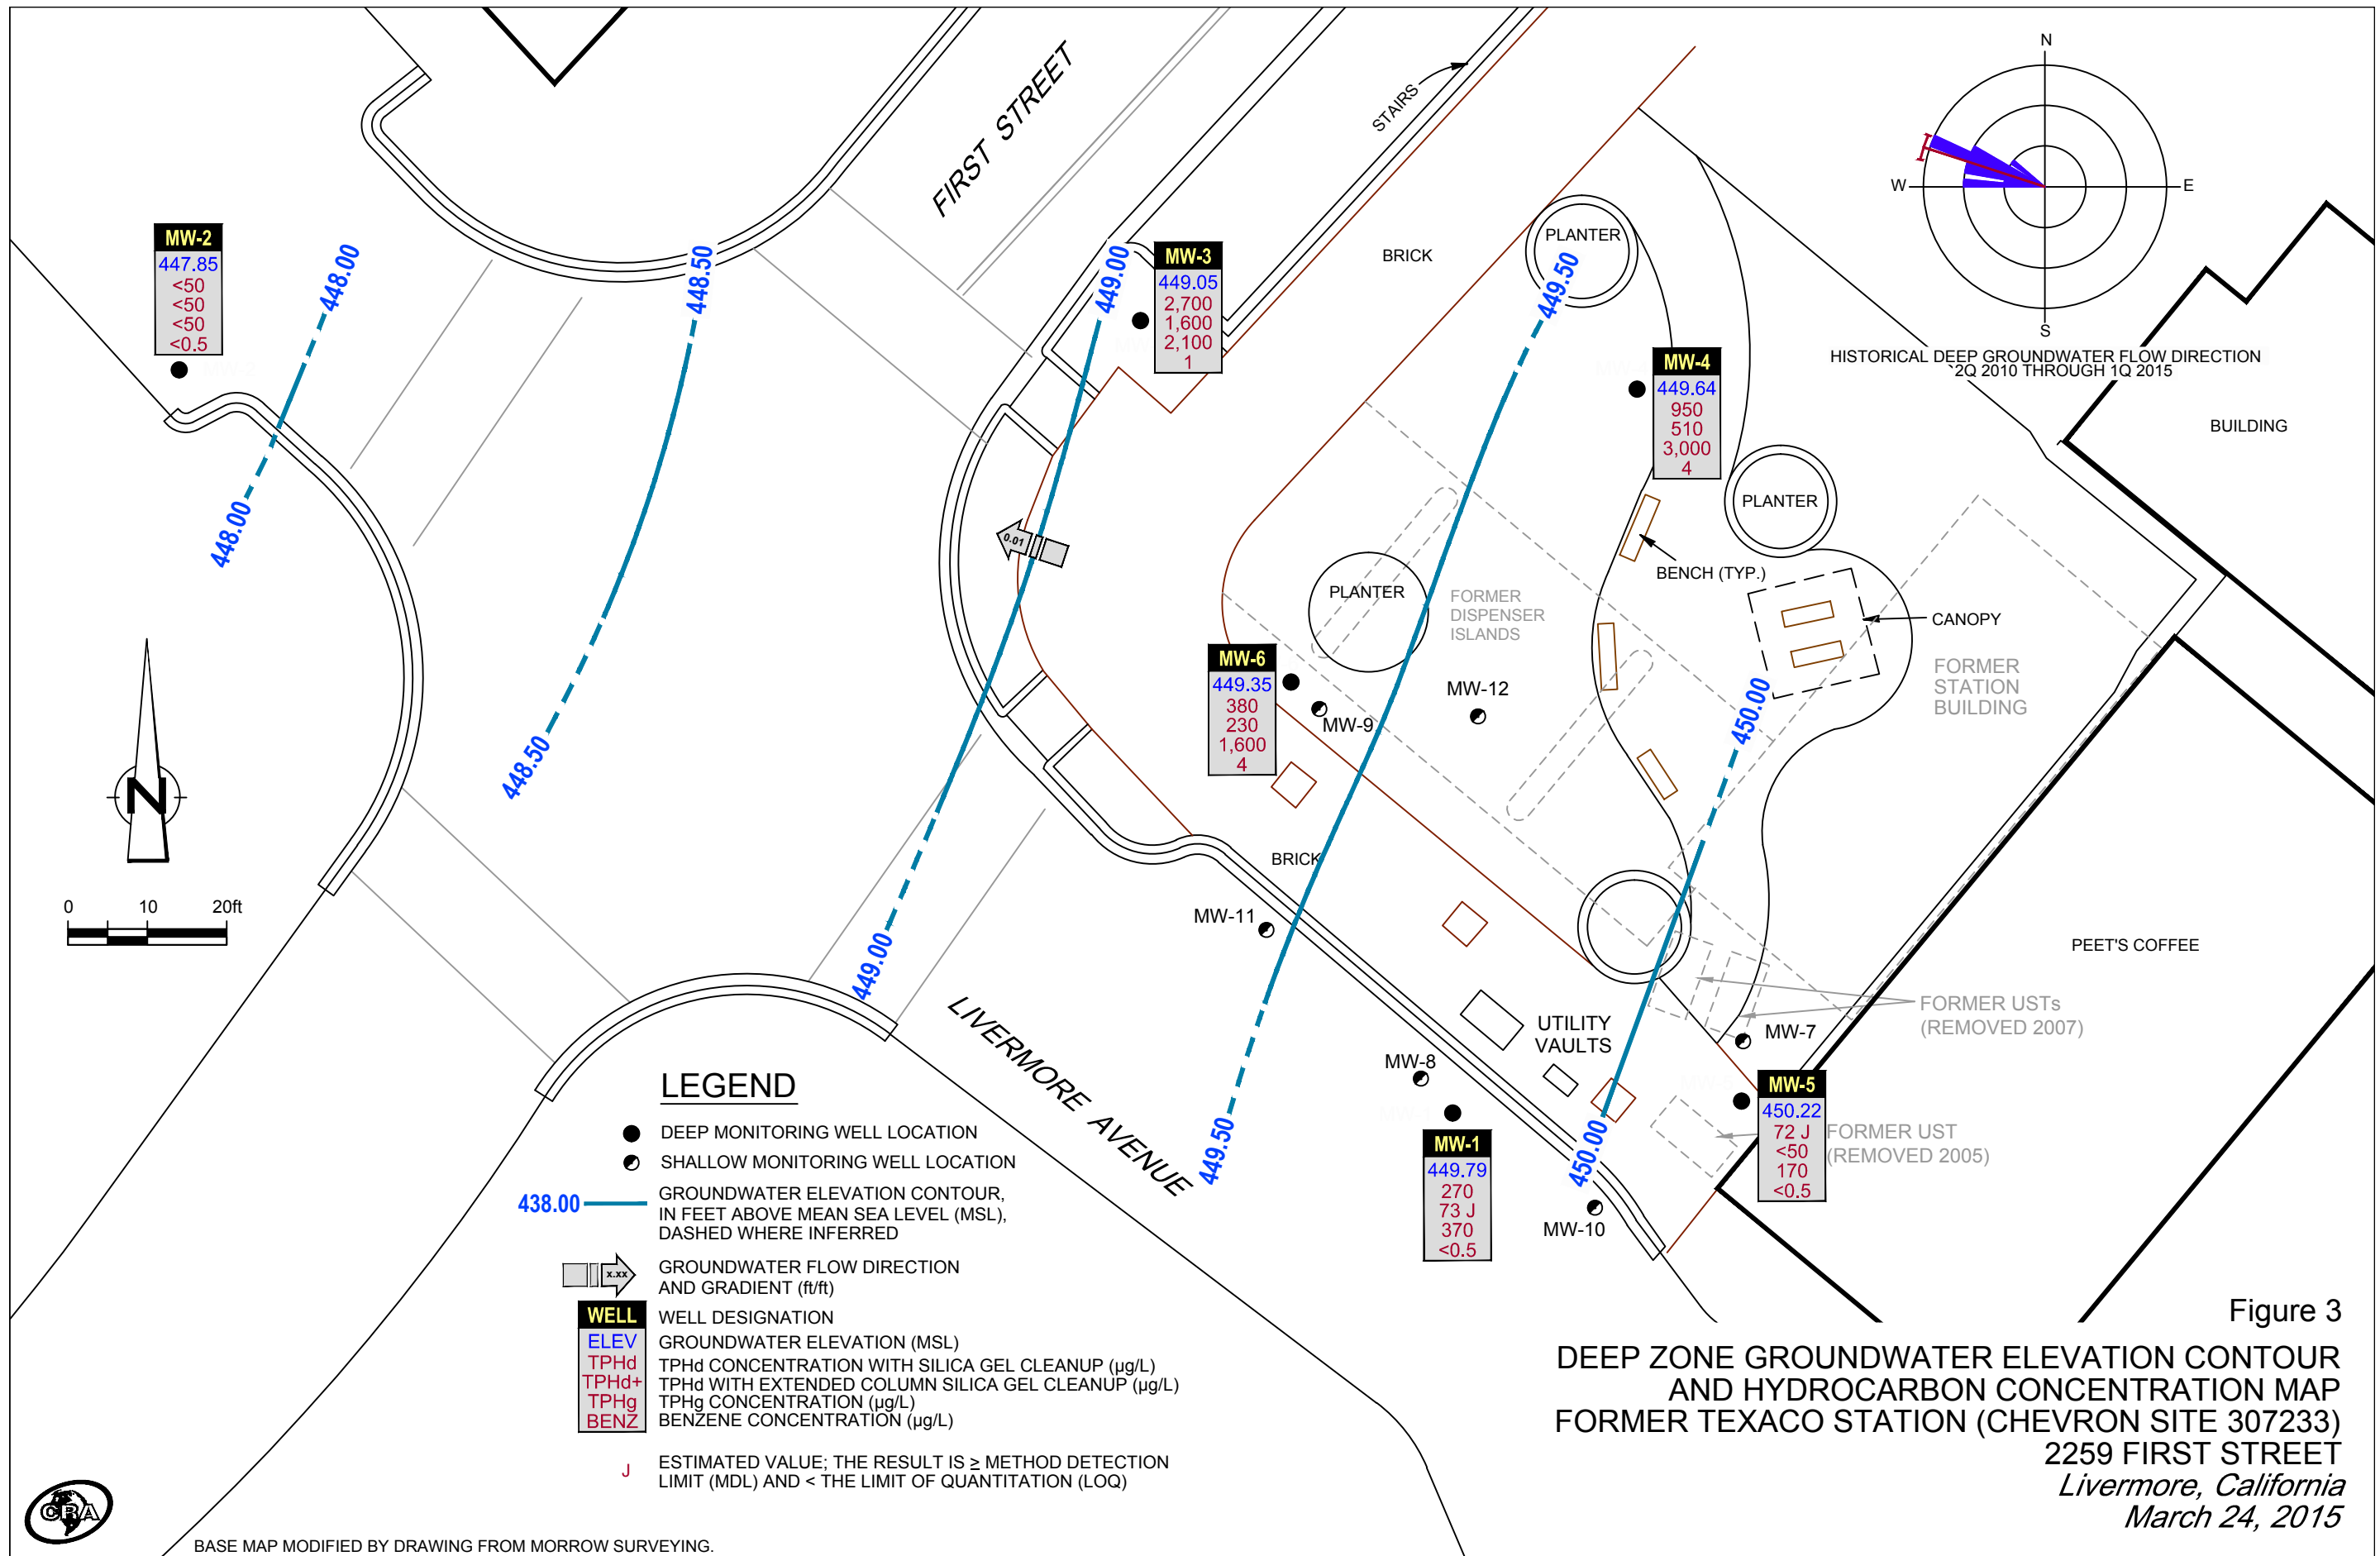 N
W
E
S
HISTORICAL DEEP GROUNDWATER FLOW DIRECTION
2Q 2010 THROUGH 1Q 2015
FIRST STREET
STAIRS
BRICK
PLANTER
BUILDING
MW-2
447.85
<50
<50
<50
<0.5
448.00
448.50
449.00
MW-3
449.05
2,700
1,600
2,100
1
449.50
MW-4
449.64
950
510
3,000
4
PLANTER
448.00
0.01
BENCH (TYP.)
PLANTER
FORMER
DISPENSER
ISLANDS
CANOPY
FORMER
STATION
BUILDING
MW-6
449.35
380
230
1,600
4
MW-9
MW-12
450.00
448.50
N
0 10 20ft
BRICK
MW-11
449.00
PEET'S COFFEE
LIVERMORE AVENUE
UTILITY
VAULTS
FORMER USTs
(REMOVED 2007)
MW-7
MW-8
449.50
MW-1
449.79
270
73 J
370
<0.5
450.00
MW-10
MW-5
450.22
72 J
<50
170
<0.5
FORMER UST
(REMOVED 2005)
LEGEND
DEEP MONITORING WELL LOCATION
SHALLOW MONITORING WELL LOCATION
438.00
GROUNDWATER ELEVATION CONTOUR,
IN FEET ABOVE MEAN SEA LEVEL (MSL),
DASHED WHERE INFERRED
x.xx
GROUNDWATER FLOW DIRECTION
AND GRADIENT (ft/ft)
WELL WELL DESIGNATION
ELEV GROUNDWATER ELEVATION (MSL)
TPHd TPHd CONCENTRATION WITH SILICA GEL CLEANUP (µg/L)
TPHd+ TPHd WITH EXTENDED COLUMN SILICA GEL CLEANUP (µg/L)
TPHg TPHg CONCENTRATION (µg/L)
BENZ BENZENE CONCENTRATION (µg/L)
J ESTIMATED VALUE; THE RESULT IS ≥ METHOD DETECTION
LIMIT (MDL) AND < THE LIMIT OF QUANTITATION (LOQ)
CRA
BASE MAP MODIFIED BY DRAWING FROM MORROW SURVEYING.
Figure 3
DEEP ZONE GROUNDWATER ELEVATION CONTOUR
AND HYDROCARBON CONCENTRATION MAP
FORMER TEXACO STATION (CHEVRON SITE 307233)
2259 FIRST STREET
Livermore, California
March 24, 2015